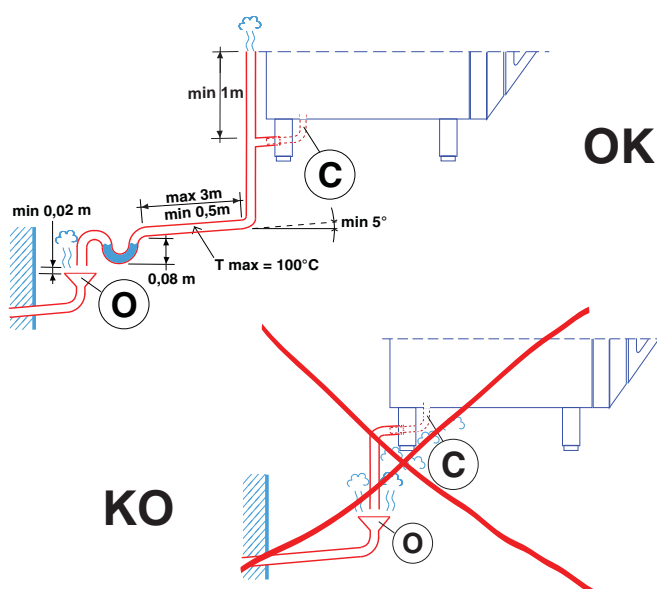 min 1m
C
OK
max 3m
min 0,5m
min 0,02 m
min 5°
T max = 100°C
0,08 m
O
KO
C
O